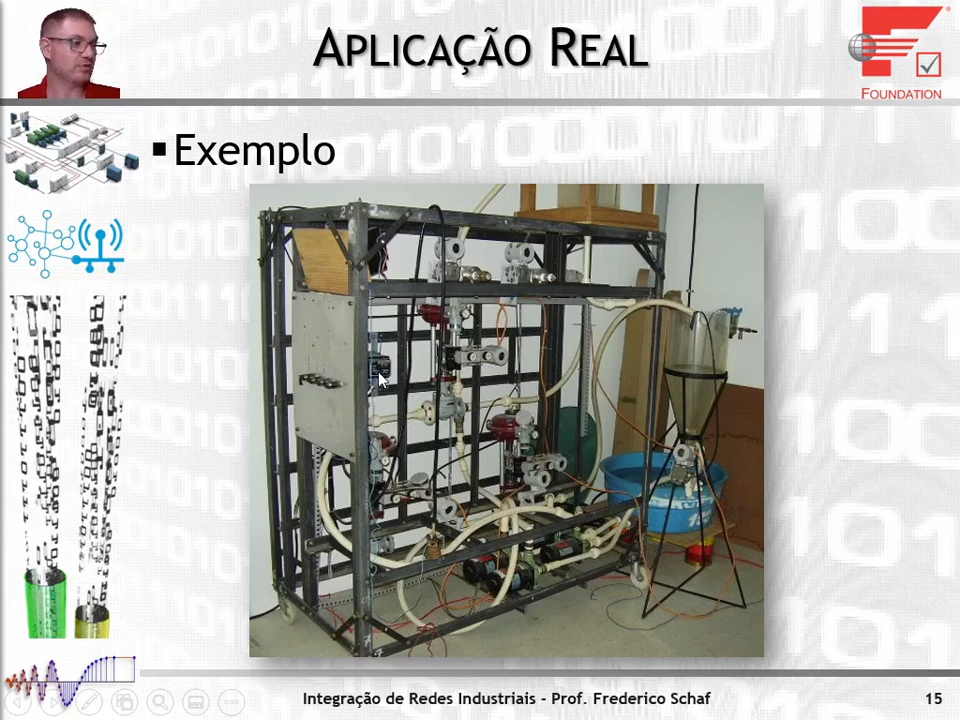 APLICAÇÃO REAL
FOUNDATION
Exemplo
Integração de Redes Industriais - Prof. Frederico Schaf
15